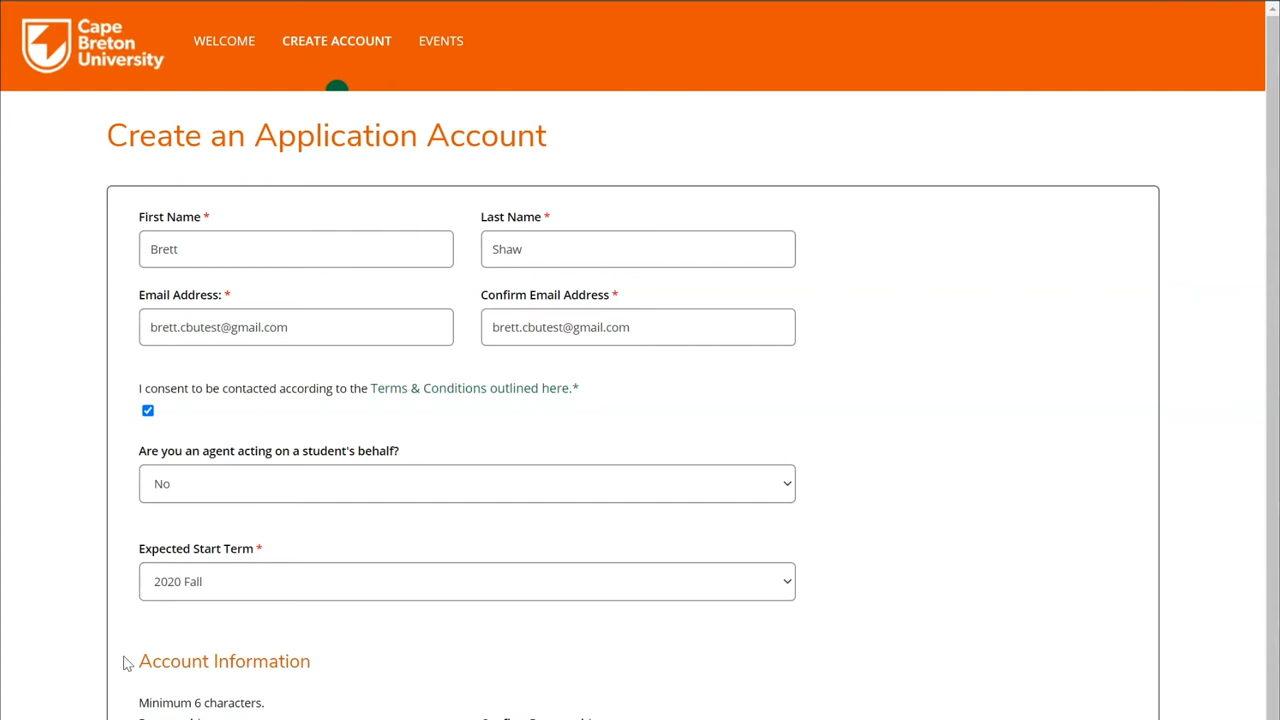 Cape
Breton
University
WELCOME CREATE ACCOUNT EVENTS
Create an Application Account
First Name * Last Name *
Brett Shaw
Email Address: * Confirm Email Address *
brett.cbutest@gmail.com brett.cbutest@gmail.com
I consent to be contacted according to the Terms & Conditions outlined here.*
Are you an agent acting on a student's behalf?
No
Expected Start Term *
2020 Fall
Account Information
Minimum 6 characters.